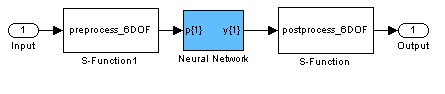 1
Input
preprocess_6DOF
S-Function1
p{1} y{1}
Neural Network
postprocess_6DOF
S-Function
1
Output